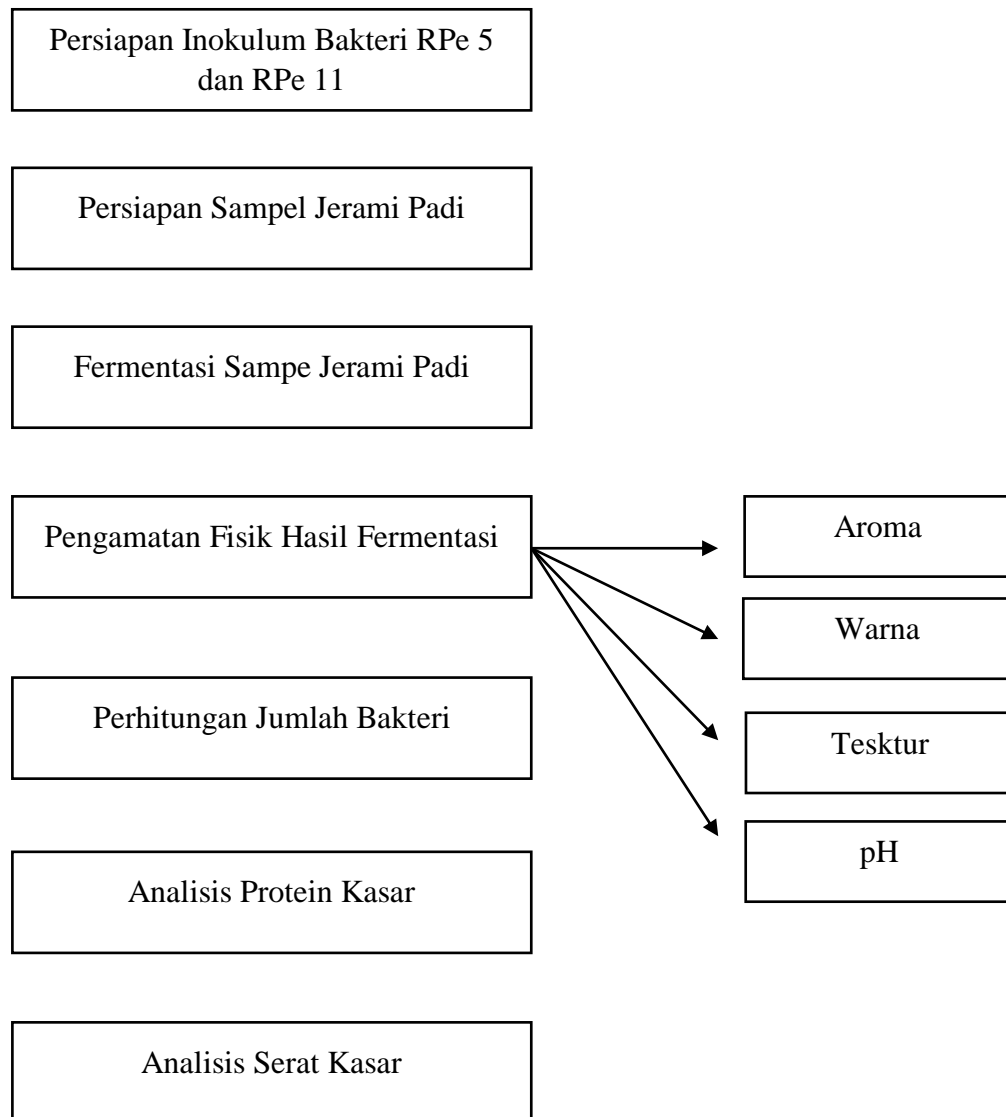 Persiapan Inokulum Bakteri RPe 5
dan RPe 11
Persiapan Sampel Jerami Padi
Fermentasi Sampe Jerami Padi
Pengamatan Fisik Hasil Fermentasi
Aroma
Warna
Tesktur
pH
Perhitungan Jumlah Bakteri
Analisis Protein Kasar
Analisis Serat Kasar